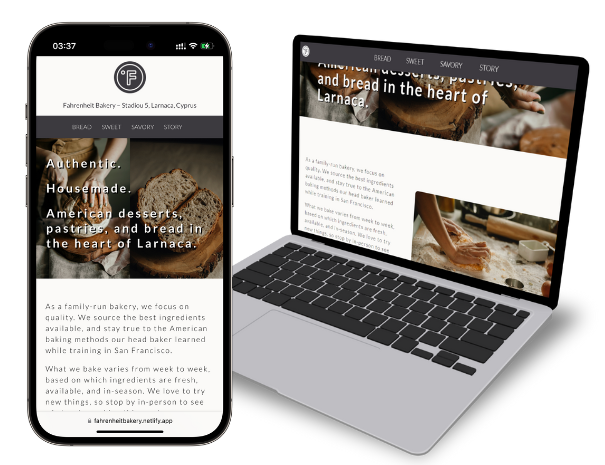 03:37
°F
Fahrenheit Bakery – Stadiou 5, Larnaca, Cyprus
BREAD SWEET SAVORY STORY
Authentic.
Housemade.
American desserts,
pastries, and bread in
the heart of Larnaca.
As a family-run bakery, we focus on
quality. We source the best ingredients
available, and stay true to the American
baking methods our head baker learned
while training in San Francisco.
What we bake varies from week to week,
based on which ingredients are fresh,
available, and in-season. We love to try
new things, so stop by in-person to see
fahrenheitbakery.netlify.app
BREAD SWEET SAVORY STORY
American desserts, pastries,
and bread in the heart of
Larnaca.
As a family-run bakery, we focus on
quality. We source the best ingredients
available, and stay true to the American
baking methods our head baker learned
while training in San Francisco.
What we bake varies from week to week,
based on which ingredients are fresh,
available, and in-season. We love to try
new things, so stop by in-person to see